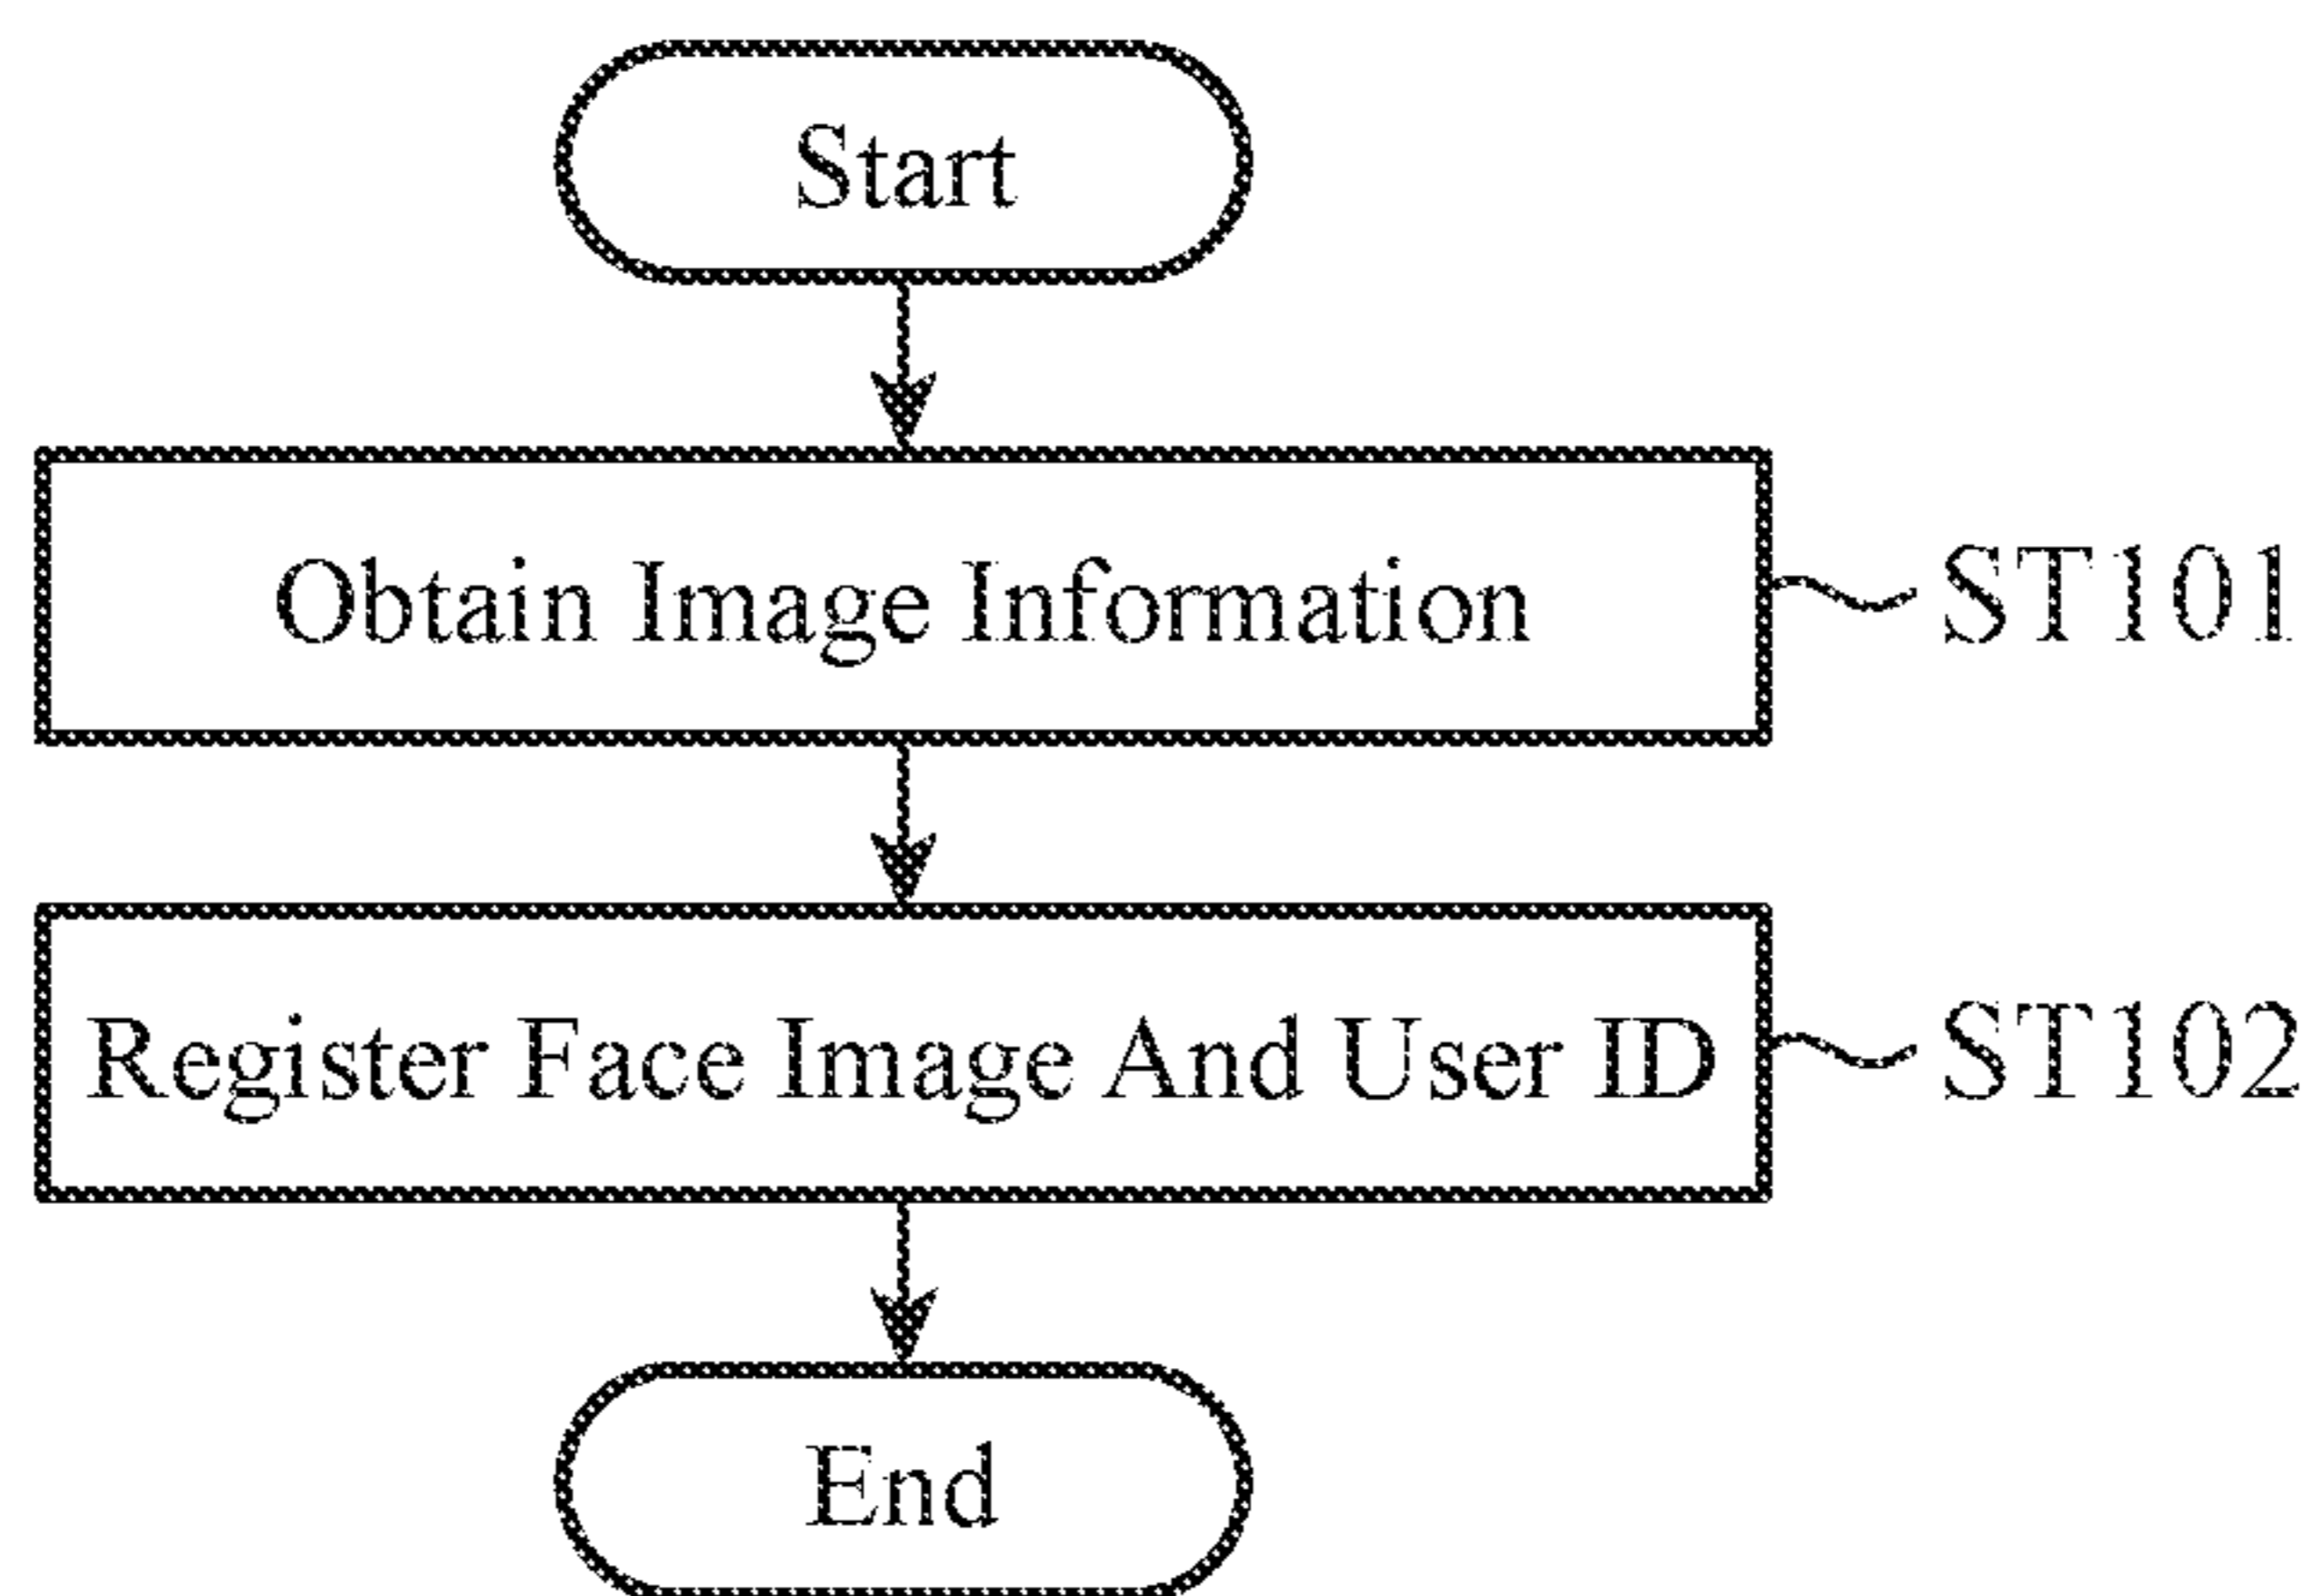 Start
Obtain Image Information
ST101
Register Face Image And User ID
ST102
End